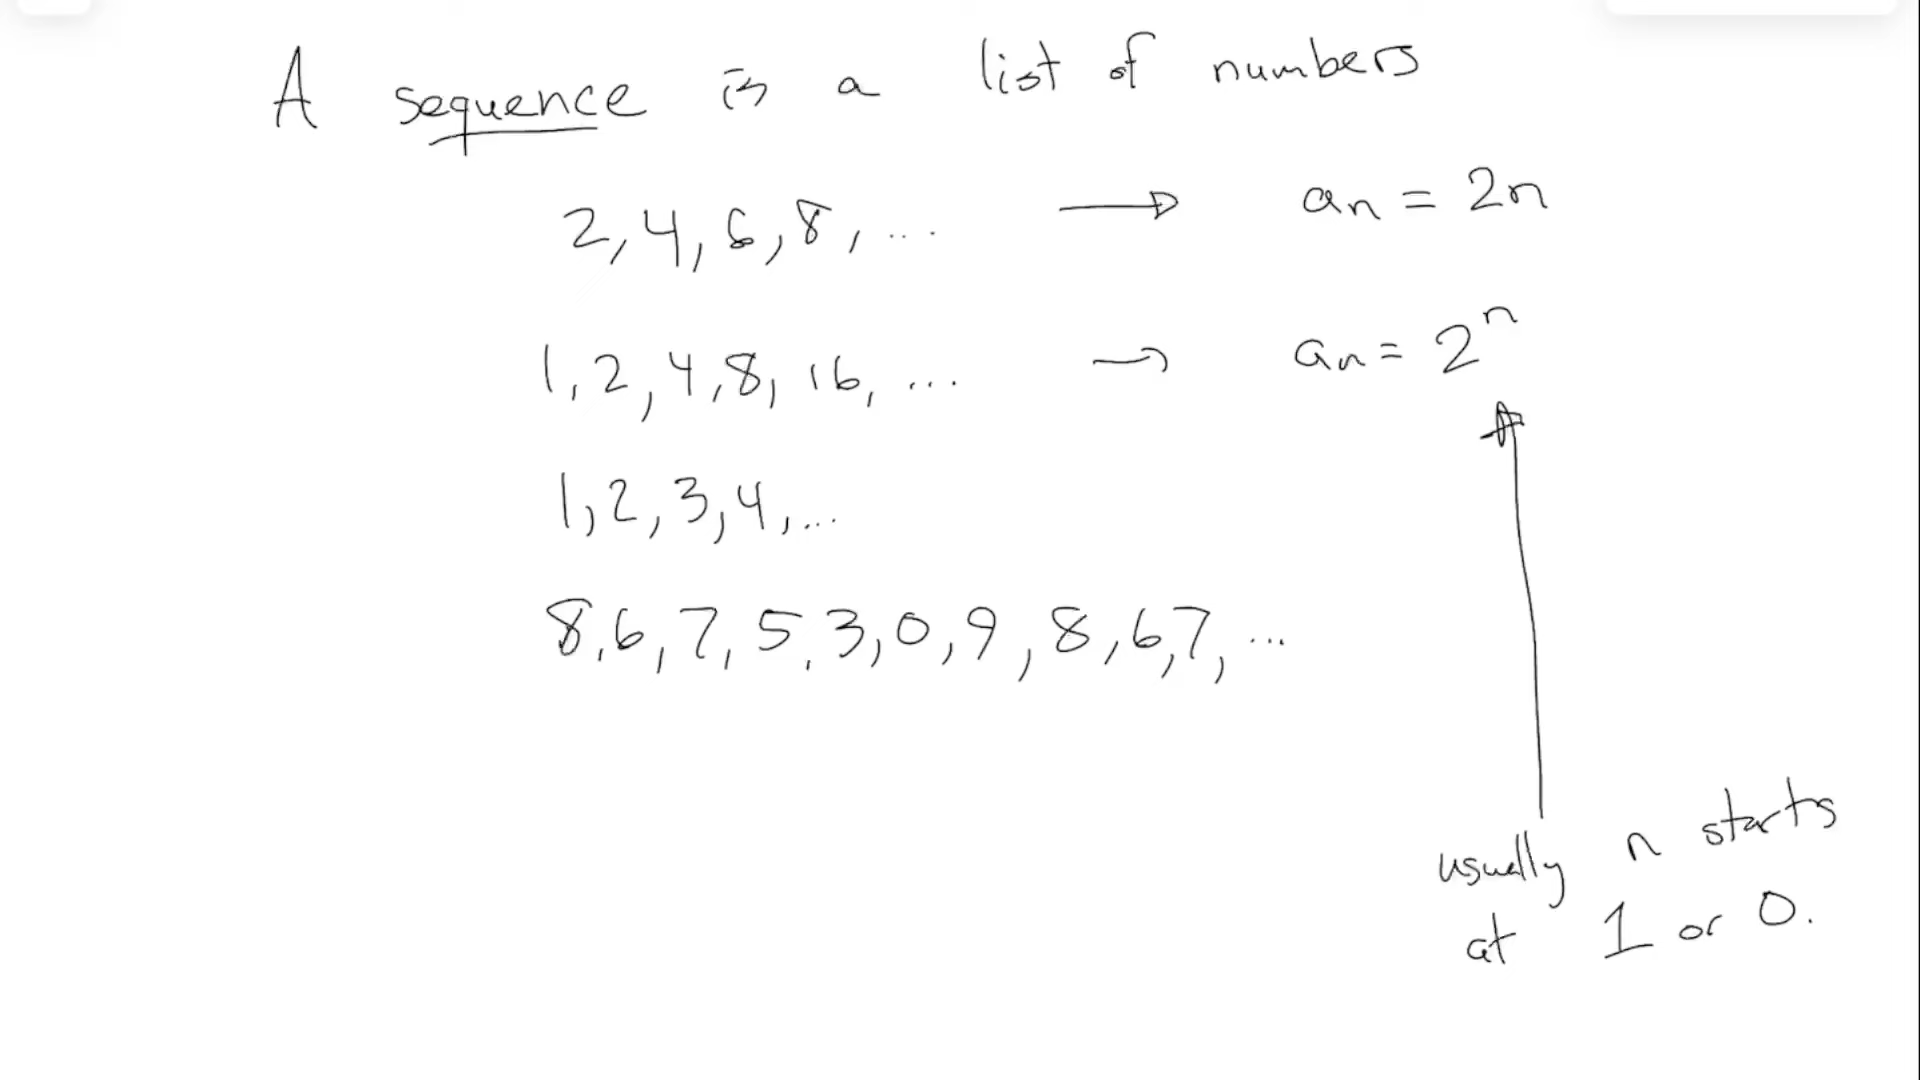 A sequence is a list of numbers
2, 4, 6, 8, ... → aₙ = 2n
1, 2, 4, 8, 16, ... → aₙ = 2ⁿ
1, 2, 3, 4, ...
8, 6, 7, 5, 3, 0, 9, 8, 6, 7, ...
usually n starts
at 1 or 0.